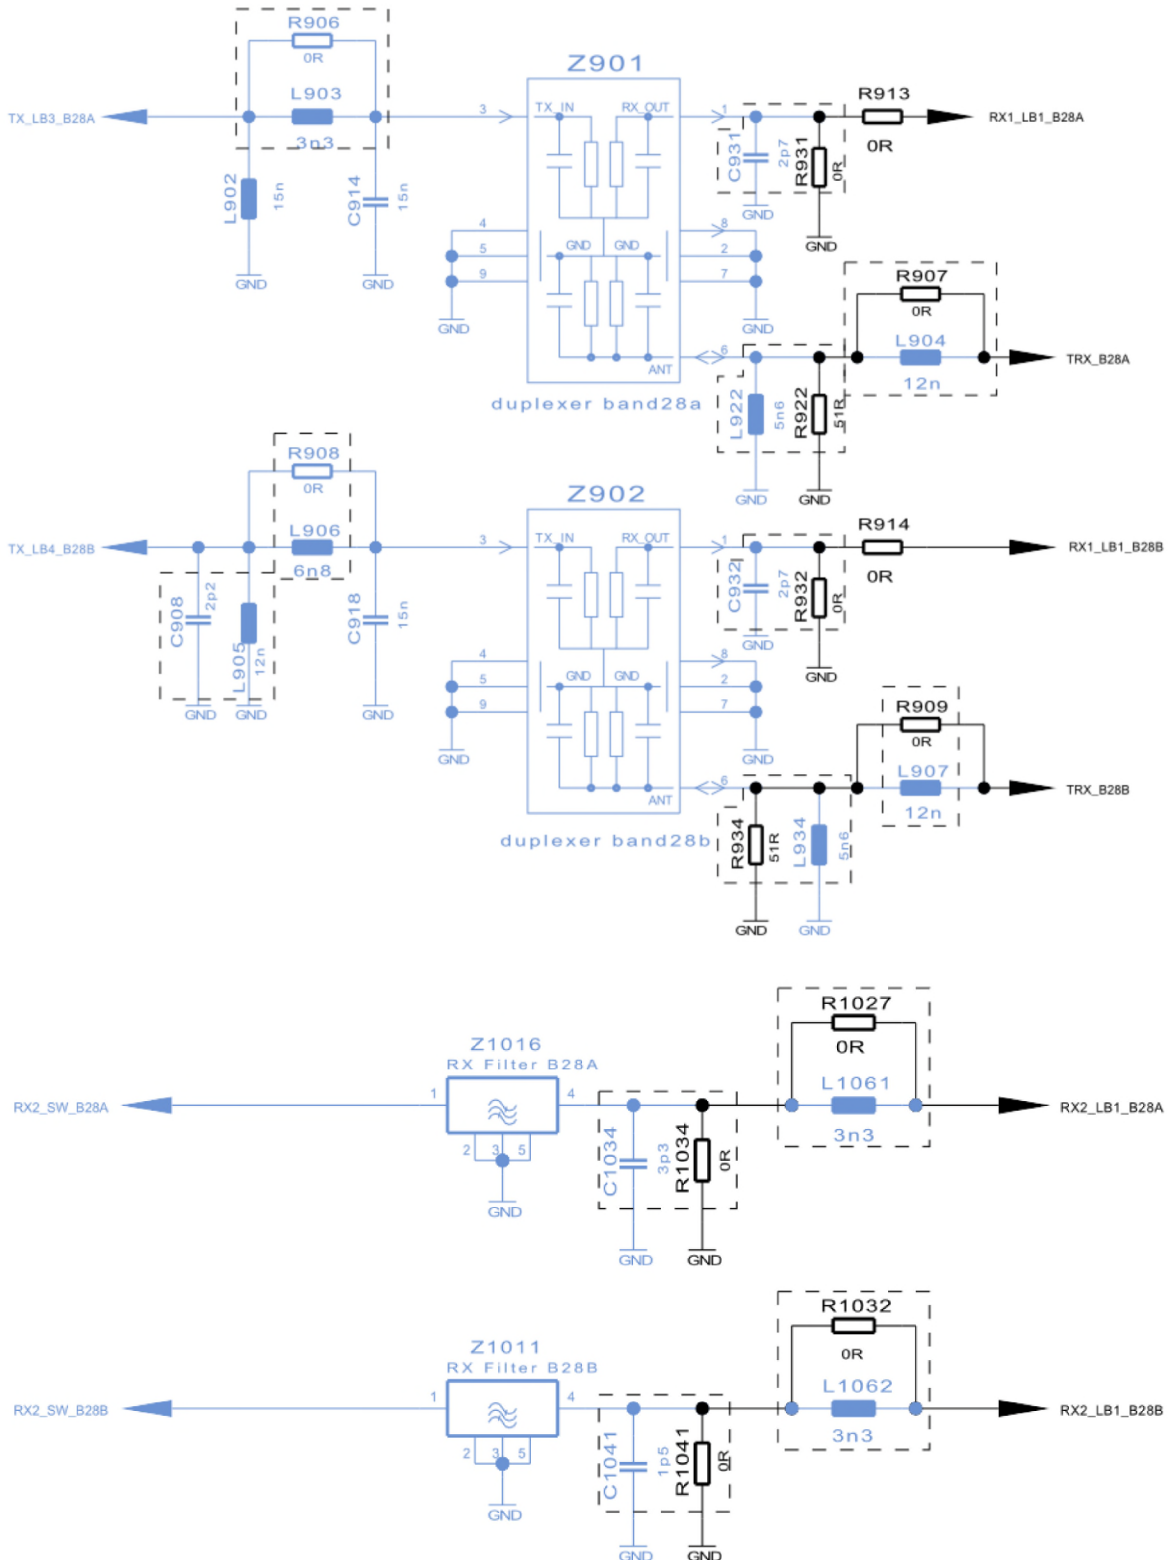 R906
0R
L903
3n3
TX_LB3_B28A
L902
15n
C914
15n
GND
GND
Z901
TX_IN
RX_OUT
3
1
4
5
9
8
2
7
6
GND
GND
ANT
GND
GND
duplexer band28a
C931
2p7
R931
0R
GND
GND
R913
0R
RX1_LB1_B28A
R907
0R
L904
12n
TRX_B28A
L922
5n6
R922
51R
GND
GND
R908
0R
L906
6n8
TX_LB4_B28B
C908
2p2
L905
12n
C918
15n
GND
GND
GND
Z902
TX_IN
RX_OUT
3
1
4
5
9
8
2
7
6
GND
GND
ANT
GND
GND
duplexer band28b
C932
2p7
R932
0R
GND
GND
R914
0R
RX1_LB1_B28B
R909
0R
L907
12n
TRX_B28B
R934
51R
L934
5n6
GND
GND
Z1016
RX Filter B28A
RX2_SW_B28A
1
4
2
3
5
GND
C1034
3p3
R1034
0R
GND
GND
R1027
0R
L1061
3n3
RX2_LB1_B28A
Z1011
RX Filter B28B
RX2_SW_B28B
1
4
2
3
5
GND
C1041
1p5
R1041
0R
GND
GND
R1032
0R
L1062
3n3
RX2_LB1_B28B